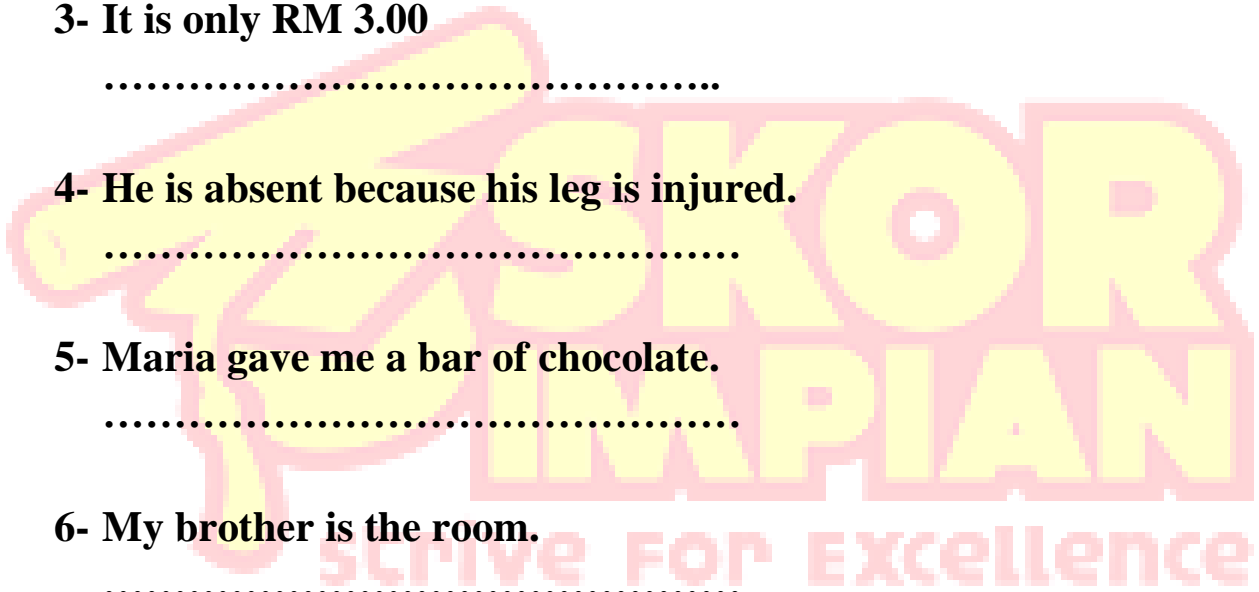 3- It is only RM 3.00
………………………………………..
4- He is absent because his leg is injured.
………………………………………
5- Maria gave me a bar of chocolate.
………………………………………
6- My brother is the room.
………………………………………
SKOR
IMPIAN
Strive For Excellence